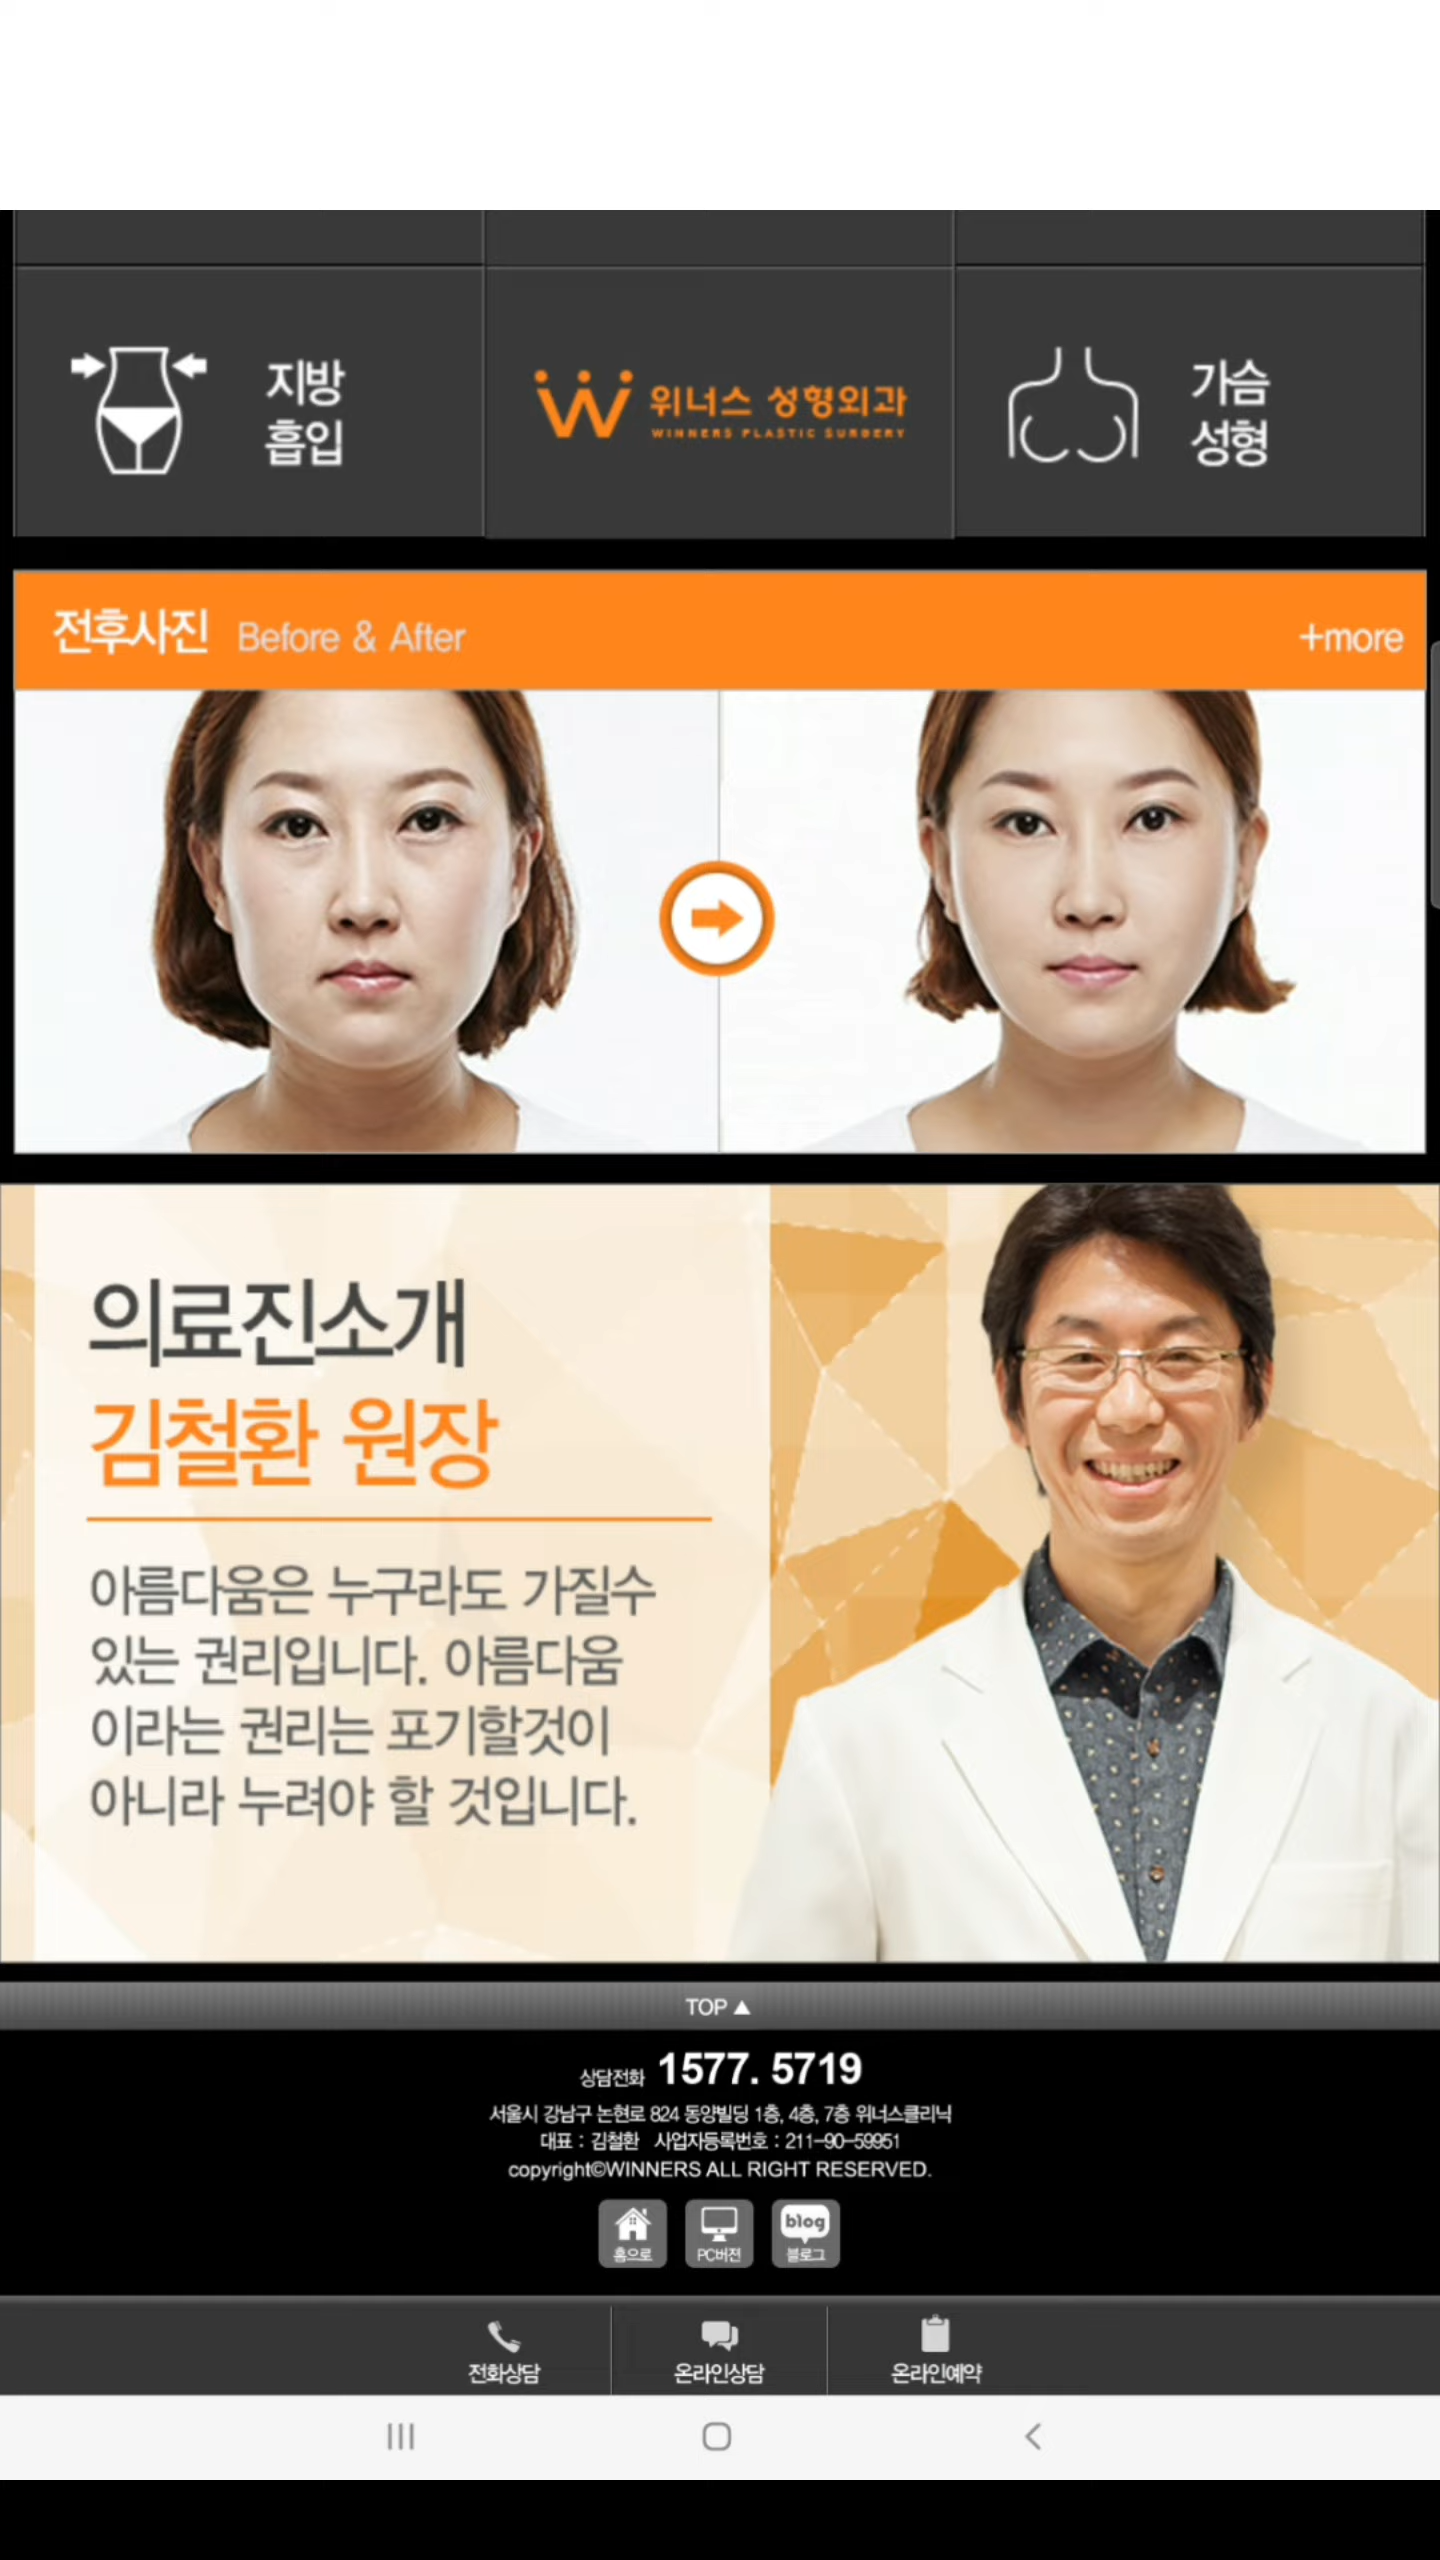 지방
흡입
위너스 성형외과
WINNERS PLASTIC SURGERY
가슴
성형
전후사진 Before & After +more
의료진소개
김철환 원장
아름다움은 누구라도 가질수
있는 권리입니다. 아름다움
이라는 권리는 포기할것이
아니라 누려야 할 것입니다.
TOP ▲
상담전화 1577. 5719
서울시 강남구 논현로 824 동양빌딩 1층, 4층, 7층 위너스클리닉
대표 : 김철환 사업자등록번호 : 211-90-59951
copyright©WINNERS ALL RIGHT RESERVED.
홈으로 PC버젼 blog 블로그
전화상담 온라인상담 온라인예약